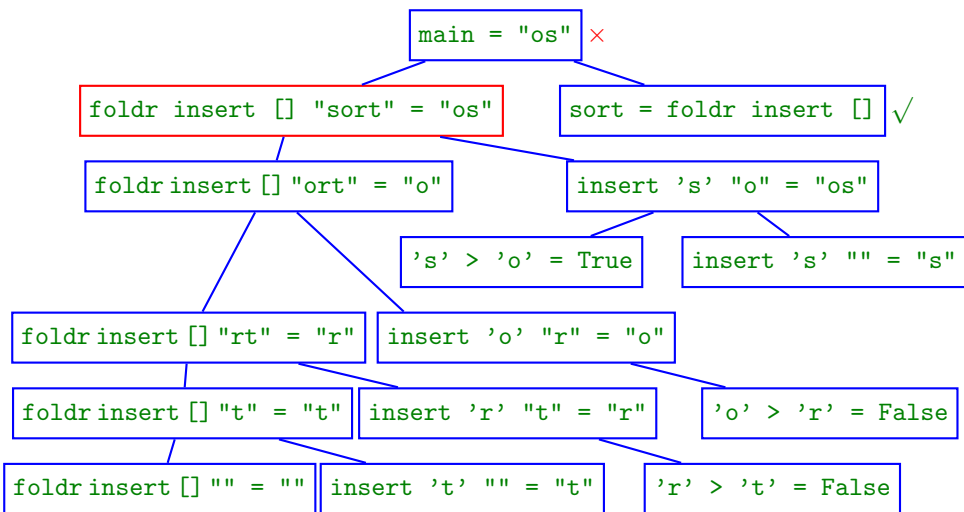 main = "os" ×
foldr insert [] "sort" = "os"
sort = foldr insert [] √
foldr insert [] "ort" = "o"
insert 's' "o" = "os"
's' > 'o' = True
insert 's' "" = "s"
foldr insert [] "rt" = "r"
insert 'o' "r" = "o"
foldr insert [] "t" = "t"
insert 'r' "t" = "r"
'o' > 'r' = False
foldr insert [] "" = ""
insert 't' "" = "t"
'r' > 't' = False